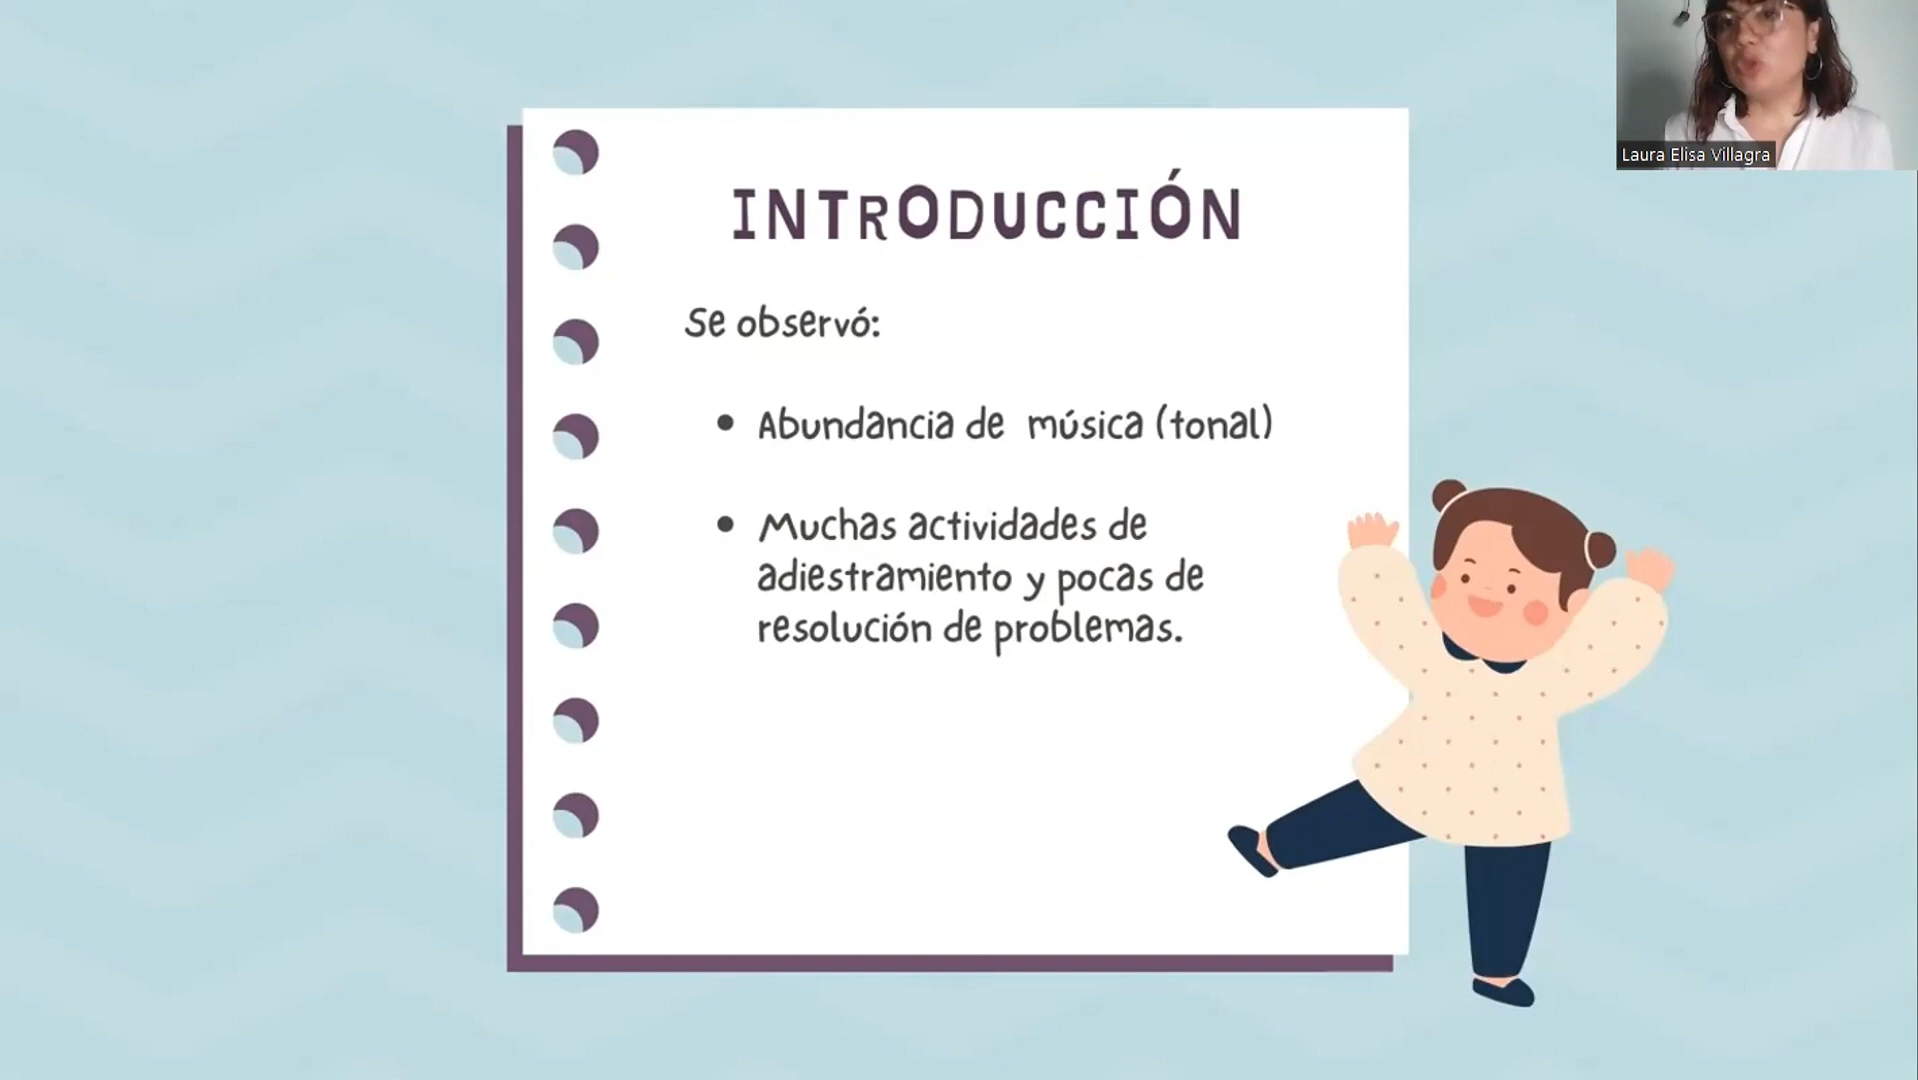 Laura Elisa Villagra
INTRODUCCIÓN
Se observó:
• Abundancia de música (tonal)
• Muchas actividades de
adiestramiento y pocas de
resolución de problemas.